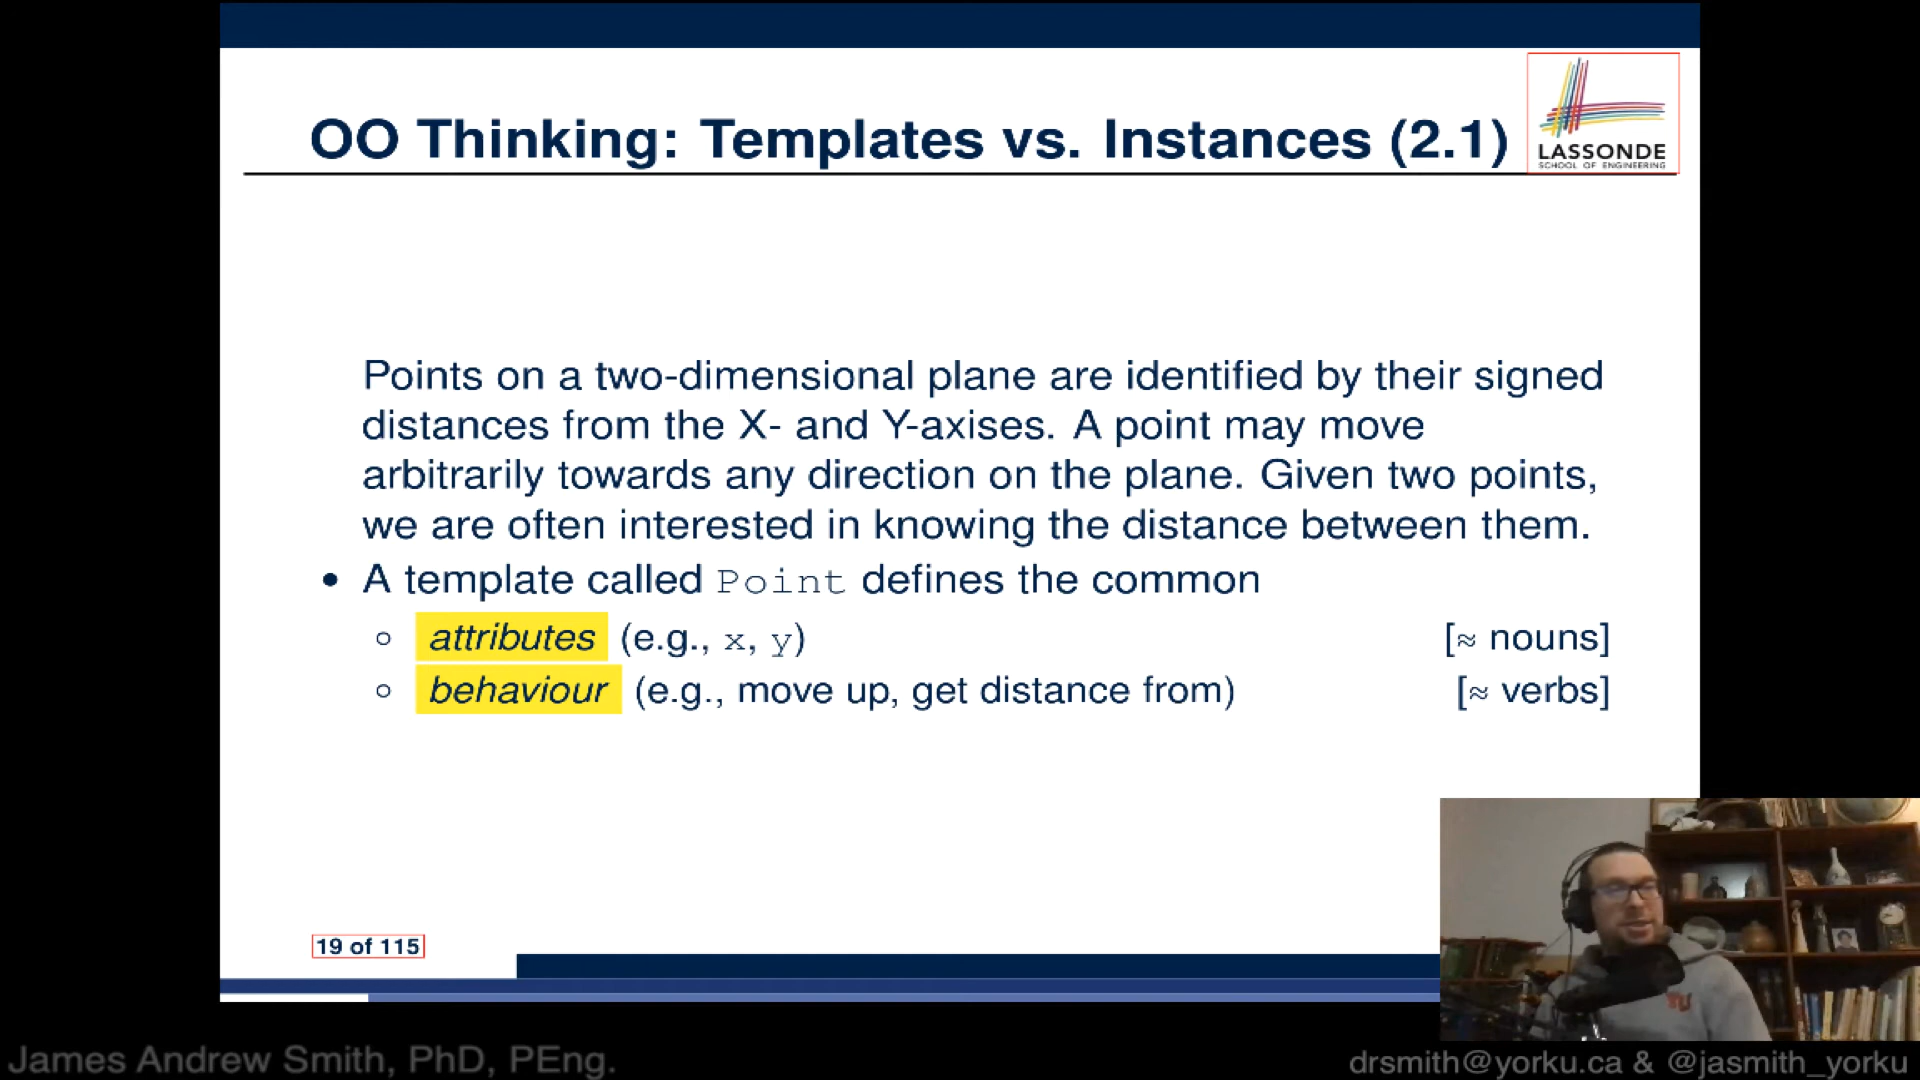 OO Thinking: Templates vs. Instances (2.1)
LASSONDE
SCHOOL OF ENGINEERING
Points on a two-dimensional plane are identified by their signed
distances from the X- and Y-axises. A point may move
arbitrarily towards any direction on the plane. Given two points,
we are often interested in knowing the distance between them.
• A template called Point defines the common
◦ attributes (e.g., x, y) [≈ nouns]
◦ behaviour (e.g., move up, get distance from) [≈ verbs]
19 of 115
James Andrew Smith, PhD, PEng.
drsmith@yorku.ca & @jasmith_yorku